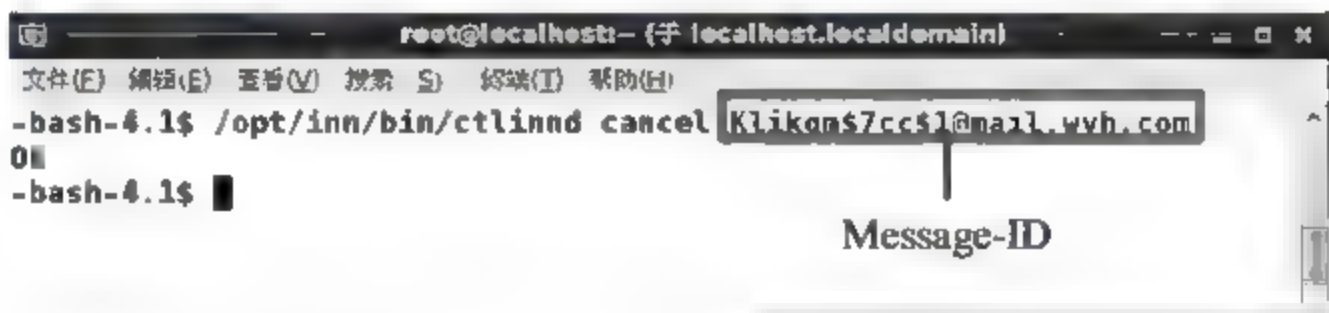 root@localhost:~ (于 localhost.localdomain)
文件(F) 编辑(E) 查看(V) 搜索(S) 终端(T) 帮助(H)
-bash-4.1$ /opt/inn/bin/ctlinnd cancel
-bash-4.1$
Message-ID